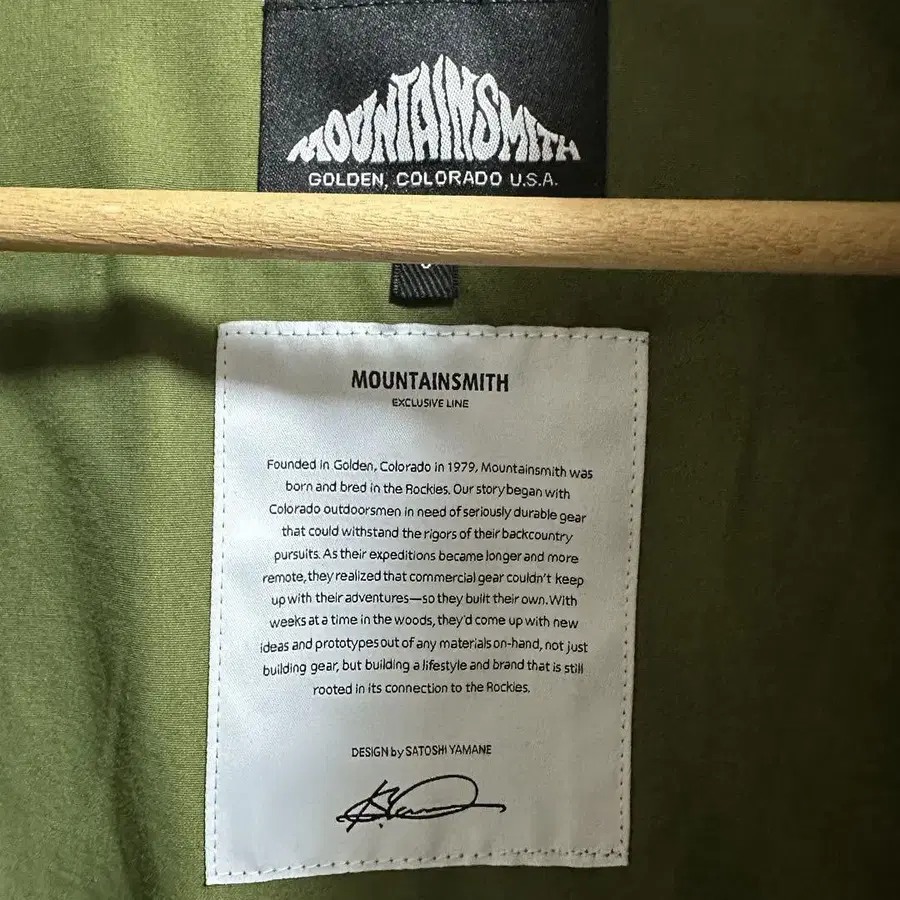 MOUNTAINSMITH
GOLDEN, COLORADO U.S.A.
MOUNTAINSMITH
EXCLUSIVE LINE
Founded in Golden, Colorado in 1979, Mountainsmith was
born and bred in the Rockies. Our story began with
Colorado outdoorsmen in need of seriously durable gear
that could withstand the rigors of their backcountry
pursuits. As their expeditions became longer and more
remote, they realized that commercial gear couldn't keep
up with their adventures—so they built their own. With
weeks at a time in the woods, they'd come up with new
ideas and prototypes out of any materials on-hand, not just
building gear, but building a lifestyle and brand that is still
rooted in its connection to the Rockies.
DESIGN by SATOSHI YAMANE